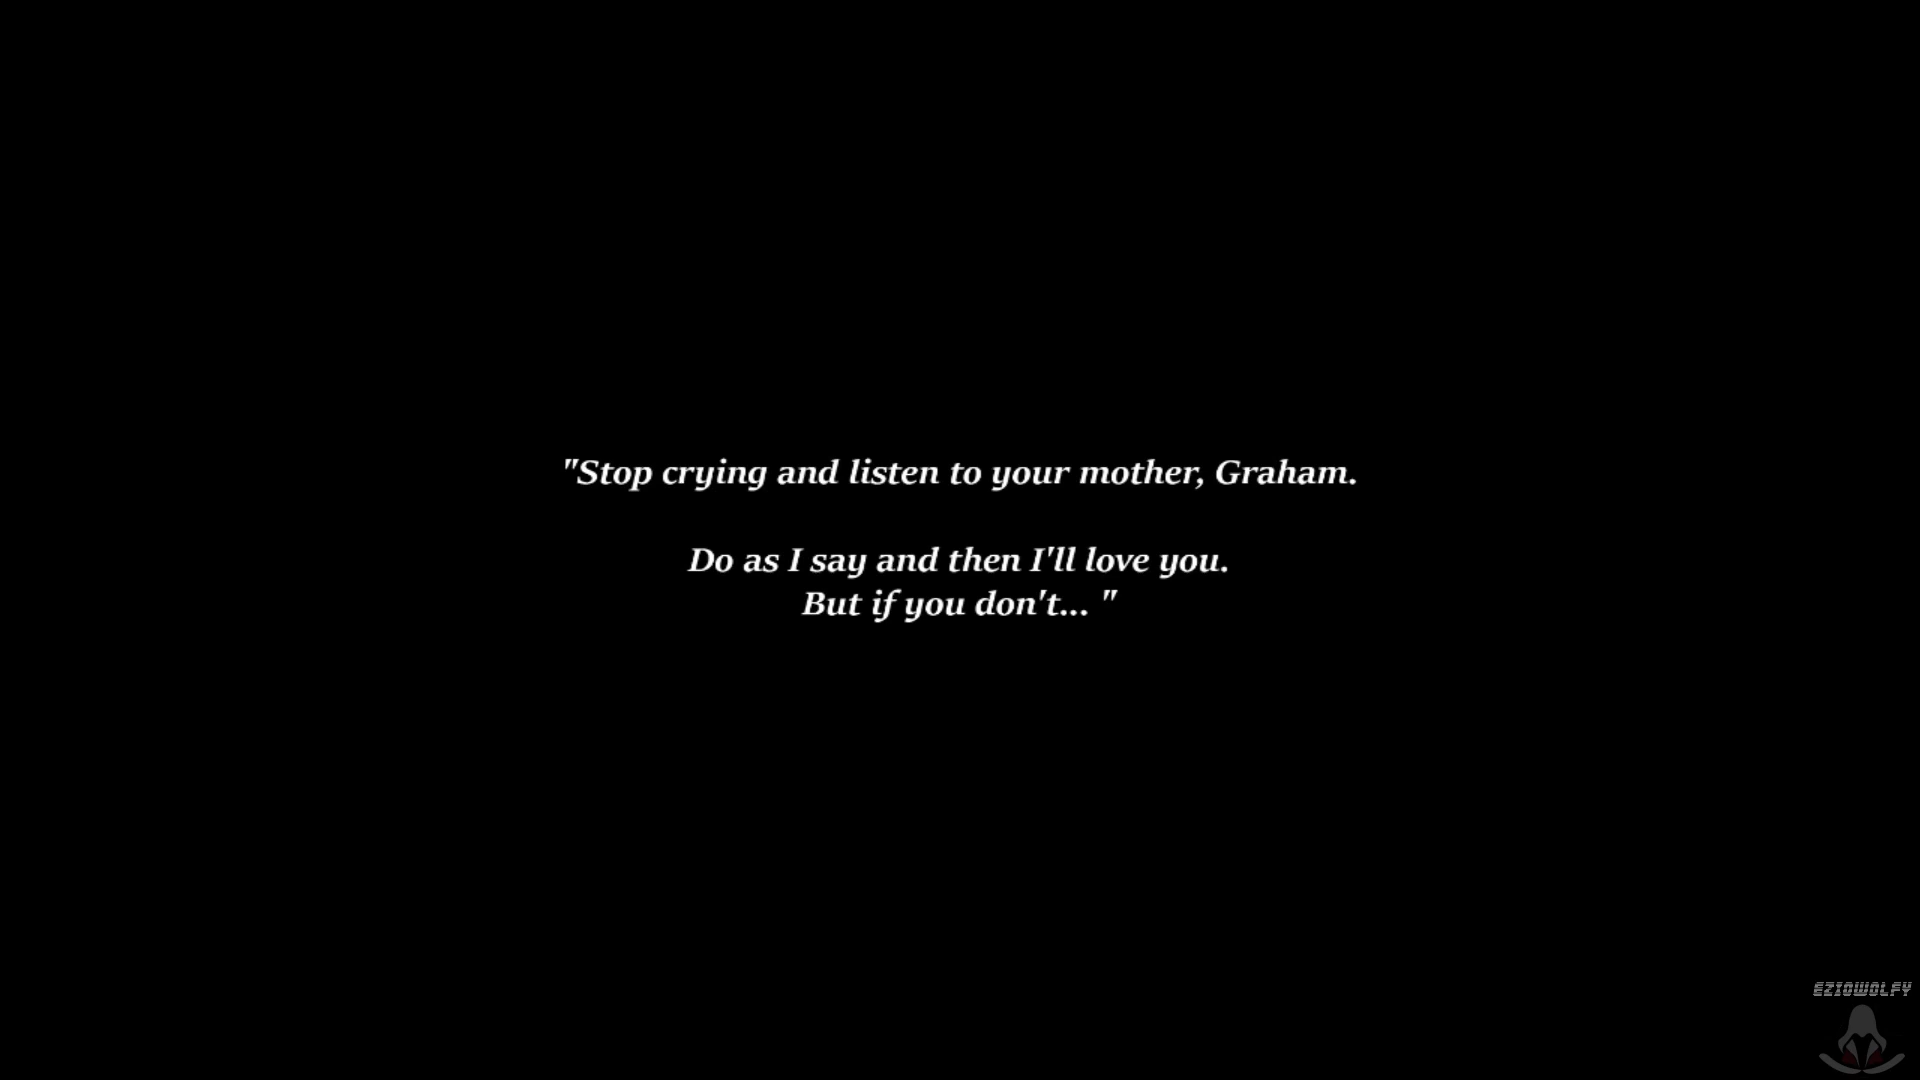 "Stop crying and listen to your mother, Graham.
Do as I say and then I'll love you.
But if you don't... "
EZIOWOLFY